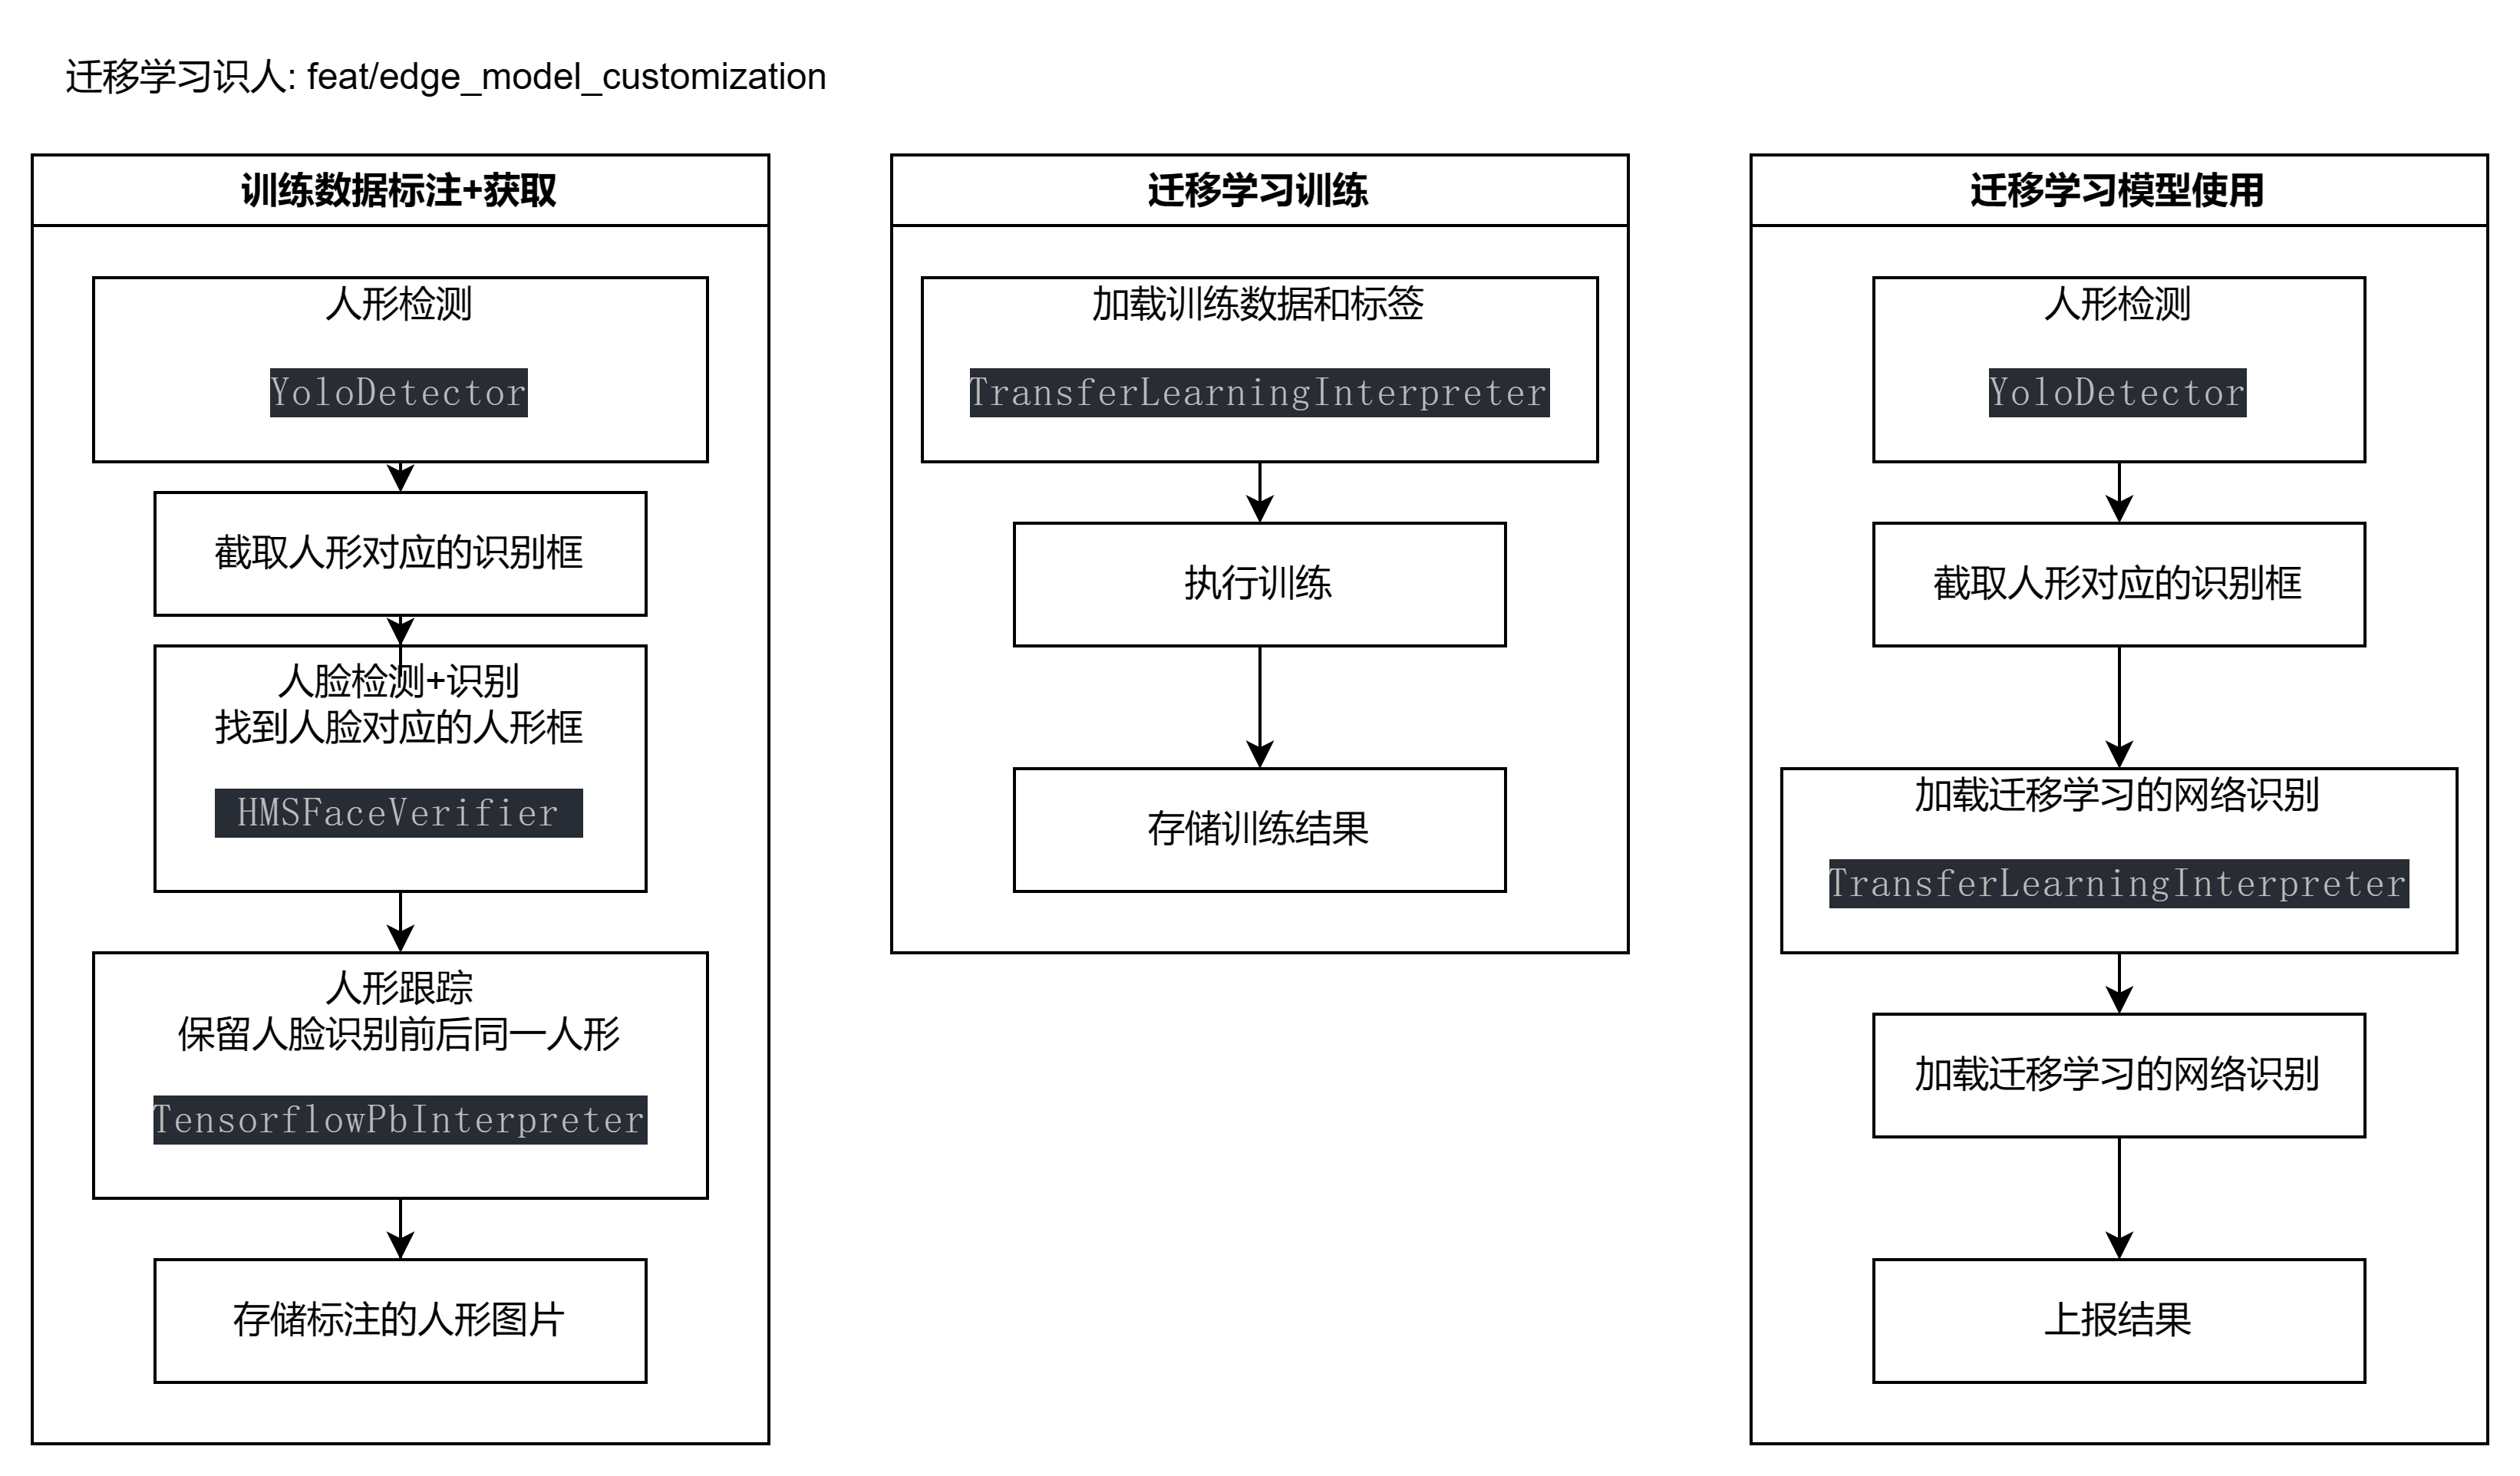 迁移学习识人: feat/edge_model_customization
训练数据标注+获取
人形检测
YoloDetector
截取人形对应的识别框
人脸检测+识别
找到人脸对应的人形框
HMSFaceVerifier
人形跟踪
保留人脸识别前后同一人形
TensorflowPbInterpreter
存储标注的人形图片
迁移学习训练
加载训练数据和标签
TransferLearningInterpreter
执行训练
存储训练结果
迁移学习模型使用
人形检测
YoloDetector
截取人形对应的识别框
加载迁移学习的网络识别
TransferLearningInterpreter
加载迁移学习的网络识别
上报结果